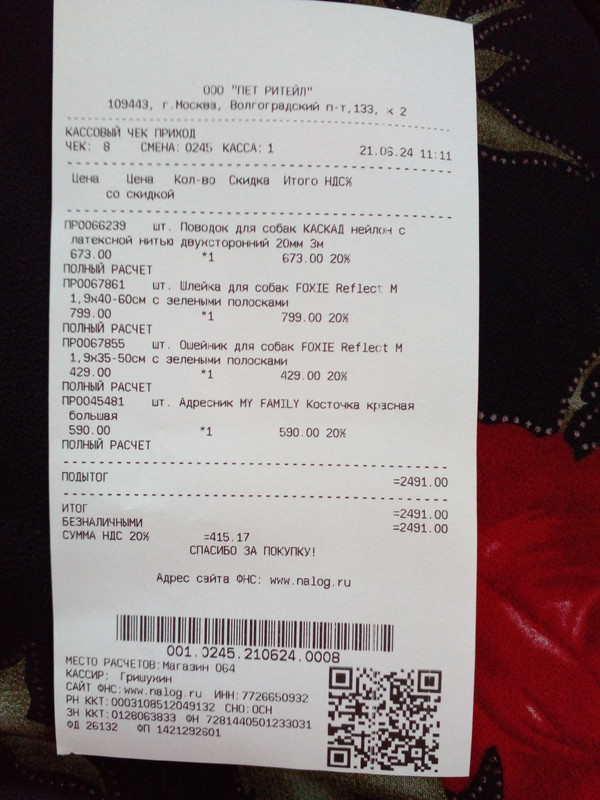 ООО "ПЕТ РИТЕЙЛ"
109443, г.Москва, Волгоградский п-т,133, к 2
КАССОВЫЙ ЧЕК ПРИХОД
ЧЕК: 8 СМЕНА: 0245 КАССА: 1 21.06.24 11:11
Цена Цена Кол-во Скидка Итого НДС%
со скидкой
ПР0066239 шт. Поводок для собак КАСКАД нейлон с
латексной нитью двухсторонний 20мм 3м
673.00 *1 673.00 20%
ПОЛНЫЙ РАСЧЕТ
ПР0067861 шт. Шлейка для собак FOXIE Reflect M
1,9х40-60см с зелеными полосками
799.00 *1 799.00 20%
ПОЛНЫЙ РАСЧЕТ
ПР0067855 шт. Ошейник для собак FOXIE Reflect M
1,9х35-50см с зелеными полосками
429.00 *1 429.00 20%
ПОЛНЫЙ РАСЧЕТ
ПР0045481 шт. Адресник MY FAMILY Косточка красная
большая
590.00 *1 590.00 20%
ПОЛНЫЙ РАСЧЕТ
ПОДЫТОГ =2491.00
ИТОГ =2491.00
БЕЗНАЛИЧНЫМИ =2491.00
СУММА НДС 20% =415.17
СПАСИБО ЗА ПОКУПКУ!
Адрес сайта ФНС: www.nalog.ru
001.0245.210624.0008
МЕСТО РАСЧЕТОВ:Магазин 064
КАССИР: Гришухин
САЙТ ФНС:www.nalog.ru ИНН:7726650932
РН ККТ:0003108512049132 СНО:ОСН
ЗН ККТ:0128063833 ФН 7281440501233031
ФД 26132 ФП 1421292601